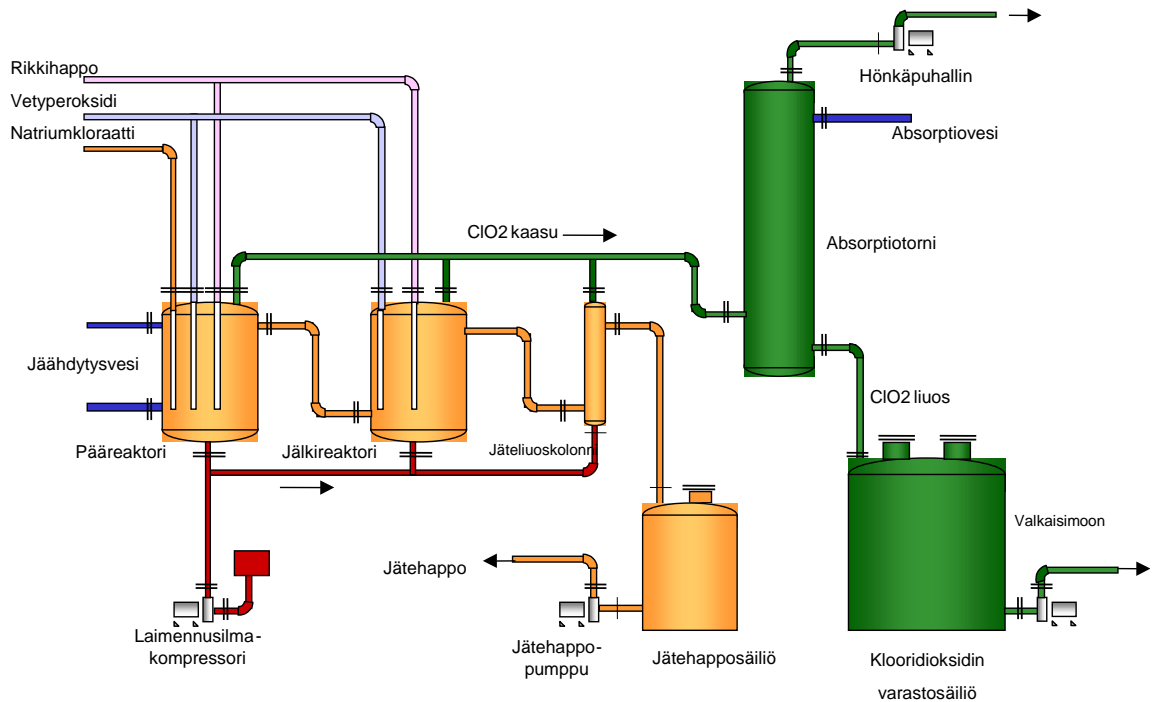 Rikkihappo
Vetyperoksidi
Natriumkloraatti
Hönkäpuhallin
Absorptiovesi
ClO2 kaasu
Absorptiotorni
Jäähdytysvesi
ClO2 liuos
Pääreaktori
Jälkireaktori
Jäteliuoskolonni
Valkaisimoon
Jätehappo
Laimennusilma-
kompressori
Jätehappo-
pumppu
Jätehapposäiliö
Klooridioksidin
varastosäiliö